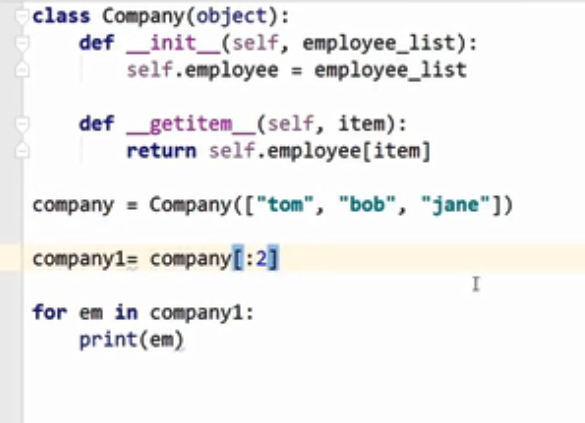 class Company(object):
    def __init__(self, employee_list):
        self.employee = employee_list
    def __getitem__(self, item):
        return self.employee[item]
company = Company(["tom", "bob", "jane"])
company1= company[:2]
for em in company1:
    print(em)